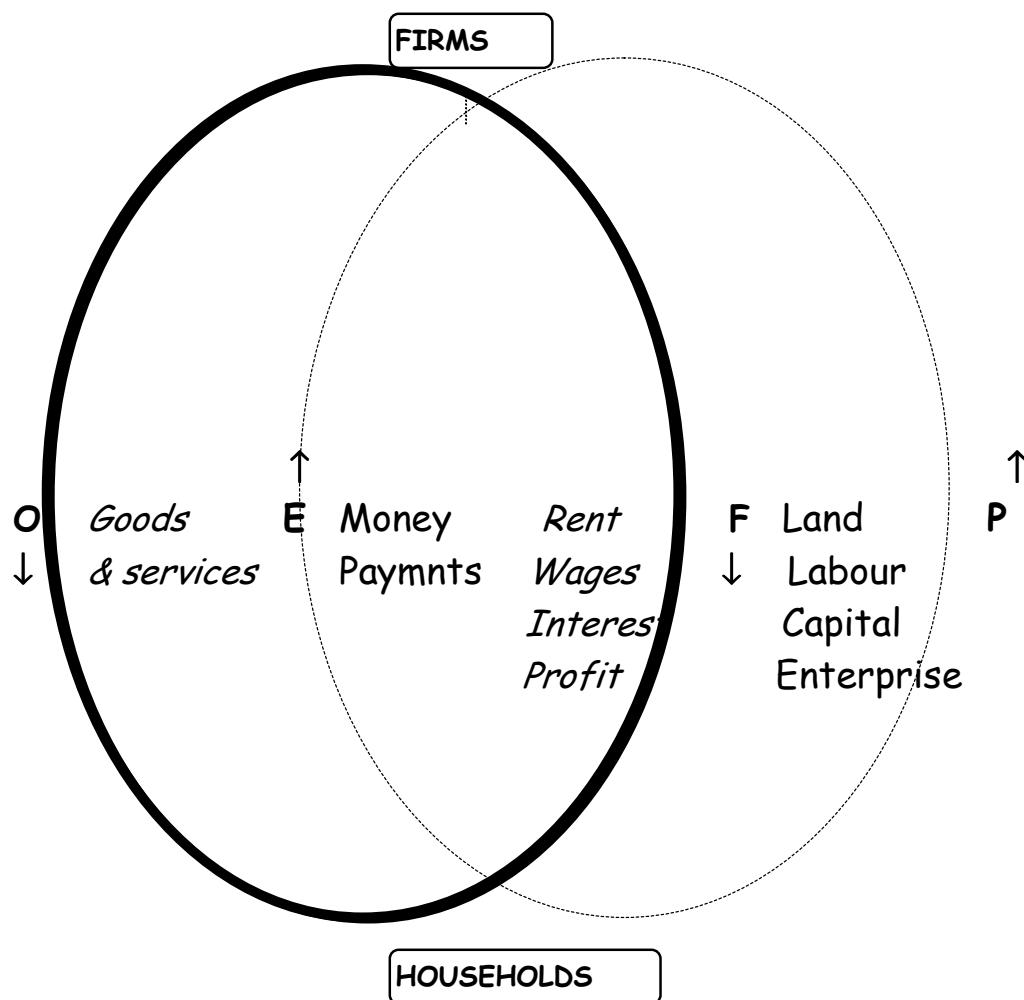 FIRMS
↑ ↑
O Goods E Money Rent F Land P
↓ & services Paymnts Wages ↓ Labour
Interest Capital
Profit Enterprise
HOUSEHOLDS